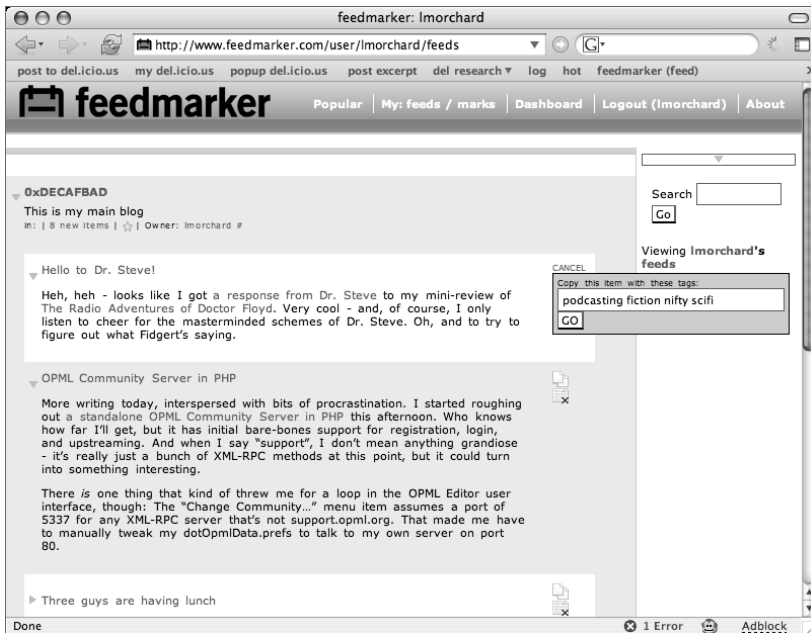 feedmarker: lmorchard
http://www.feedmarker.com/user/lmorchard/feeds
G
post to del.icio.us my del.icio.us popup del.icio.us post excerpt del research log hot feedmarker (feed)
feedmarker
Popular My: feeds / marks Dashboard Logout (lmorchard) About
0xDECAFBAD
This is my main blog
In: | 8 new items | ☆ | Owner: lmorchard #
Search
Go
Viewing lmorchard's
feeds
Hello to Dr. Steve!
Heh, heh - looks like I got a response from Dr. Steve to my mini-review of
The Radio Adventures of Doctor Floyd. Very cool - and, of course, I only
listen to cheer for the masterminded schemes of Dr. Steve. Oh, and to try to
figure out what Fidgert's saying.
CANCEL
Copy this item with these tags:
podcasting fiction nifty scifi
GO
OPML Community Server in PHP
More writing today, interspersed with bits of procrastination. I started roughing
out a standalone OPML Community Server in PHP this afternoon. Who knows
how far I'll get, but it has initial bare-bones support for registration, login,
and upstreaming. And when I say “support”, I don't mean anything grandiose
- it's really just a bunch of XML-RPC methods at this point, but it could turn
into something interesting.
There is one thing that kind of threw me for a loop in the OPML Editor user
interface, though: The “Change Community...” menu item assumes a port of
5337 for any XML-RPC server that's not support.opml.org. That made me have
to manually tweak my dotOpmlData.prefs to talk to my own server on port
80.
Three guys are having lunch
Done
1 Error
Adblock